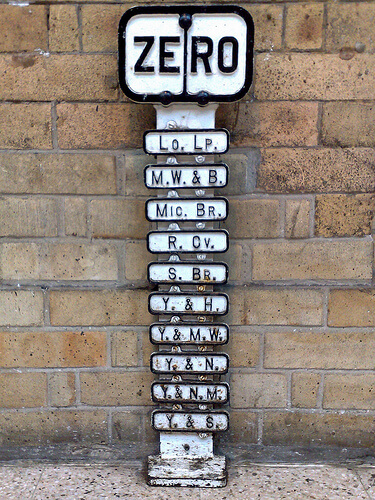 ZERO
LO. LP.
M.W. & B.
MIC. BR.
R. CV.
S. BR.
Y. & H.
Y. & M.W.
Y. & N.
Y. & N.M.
Y. & S.